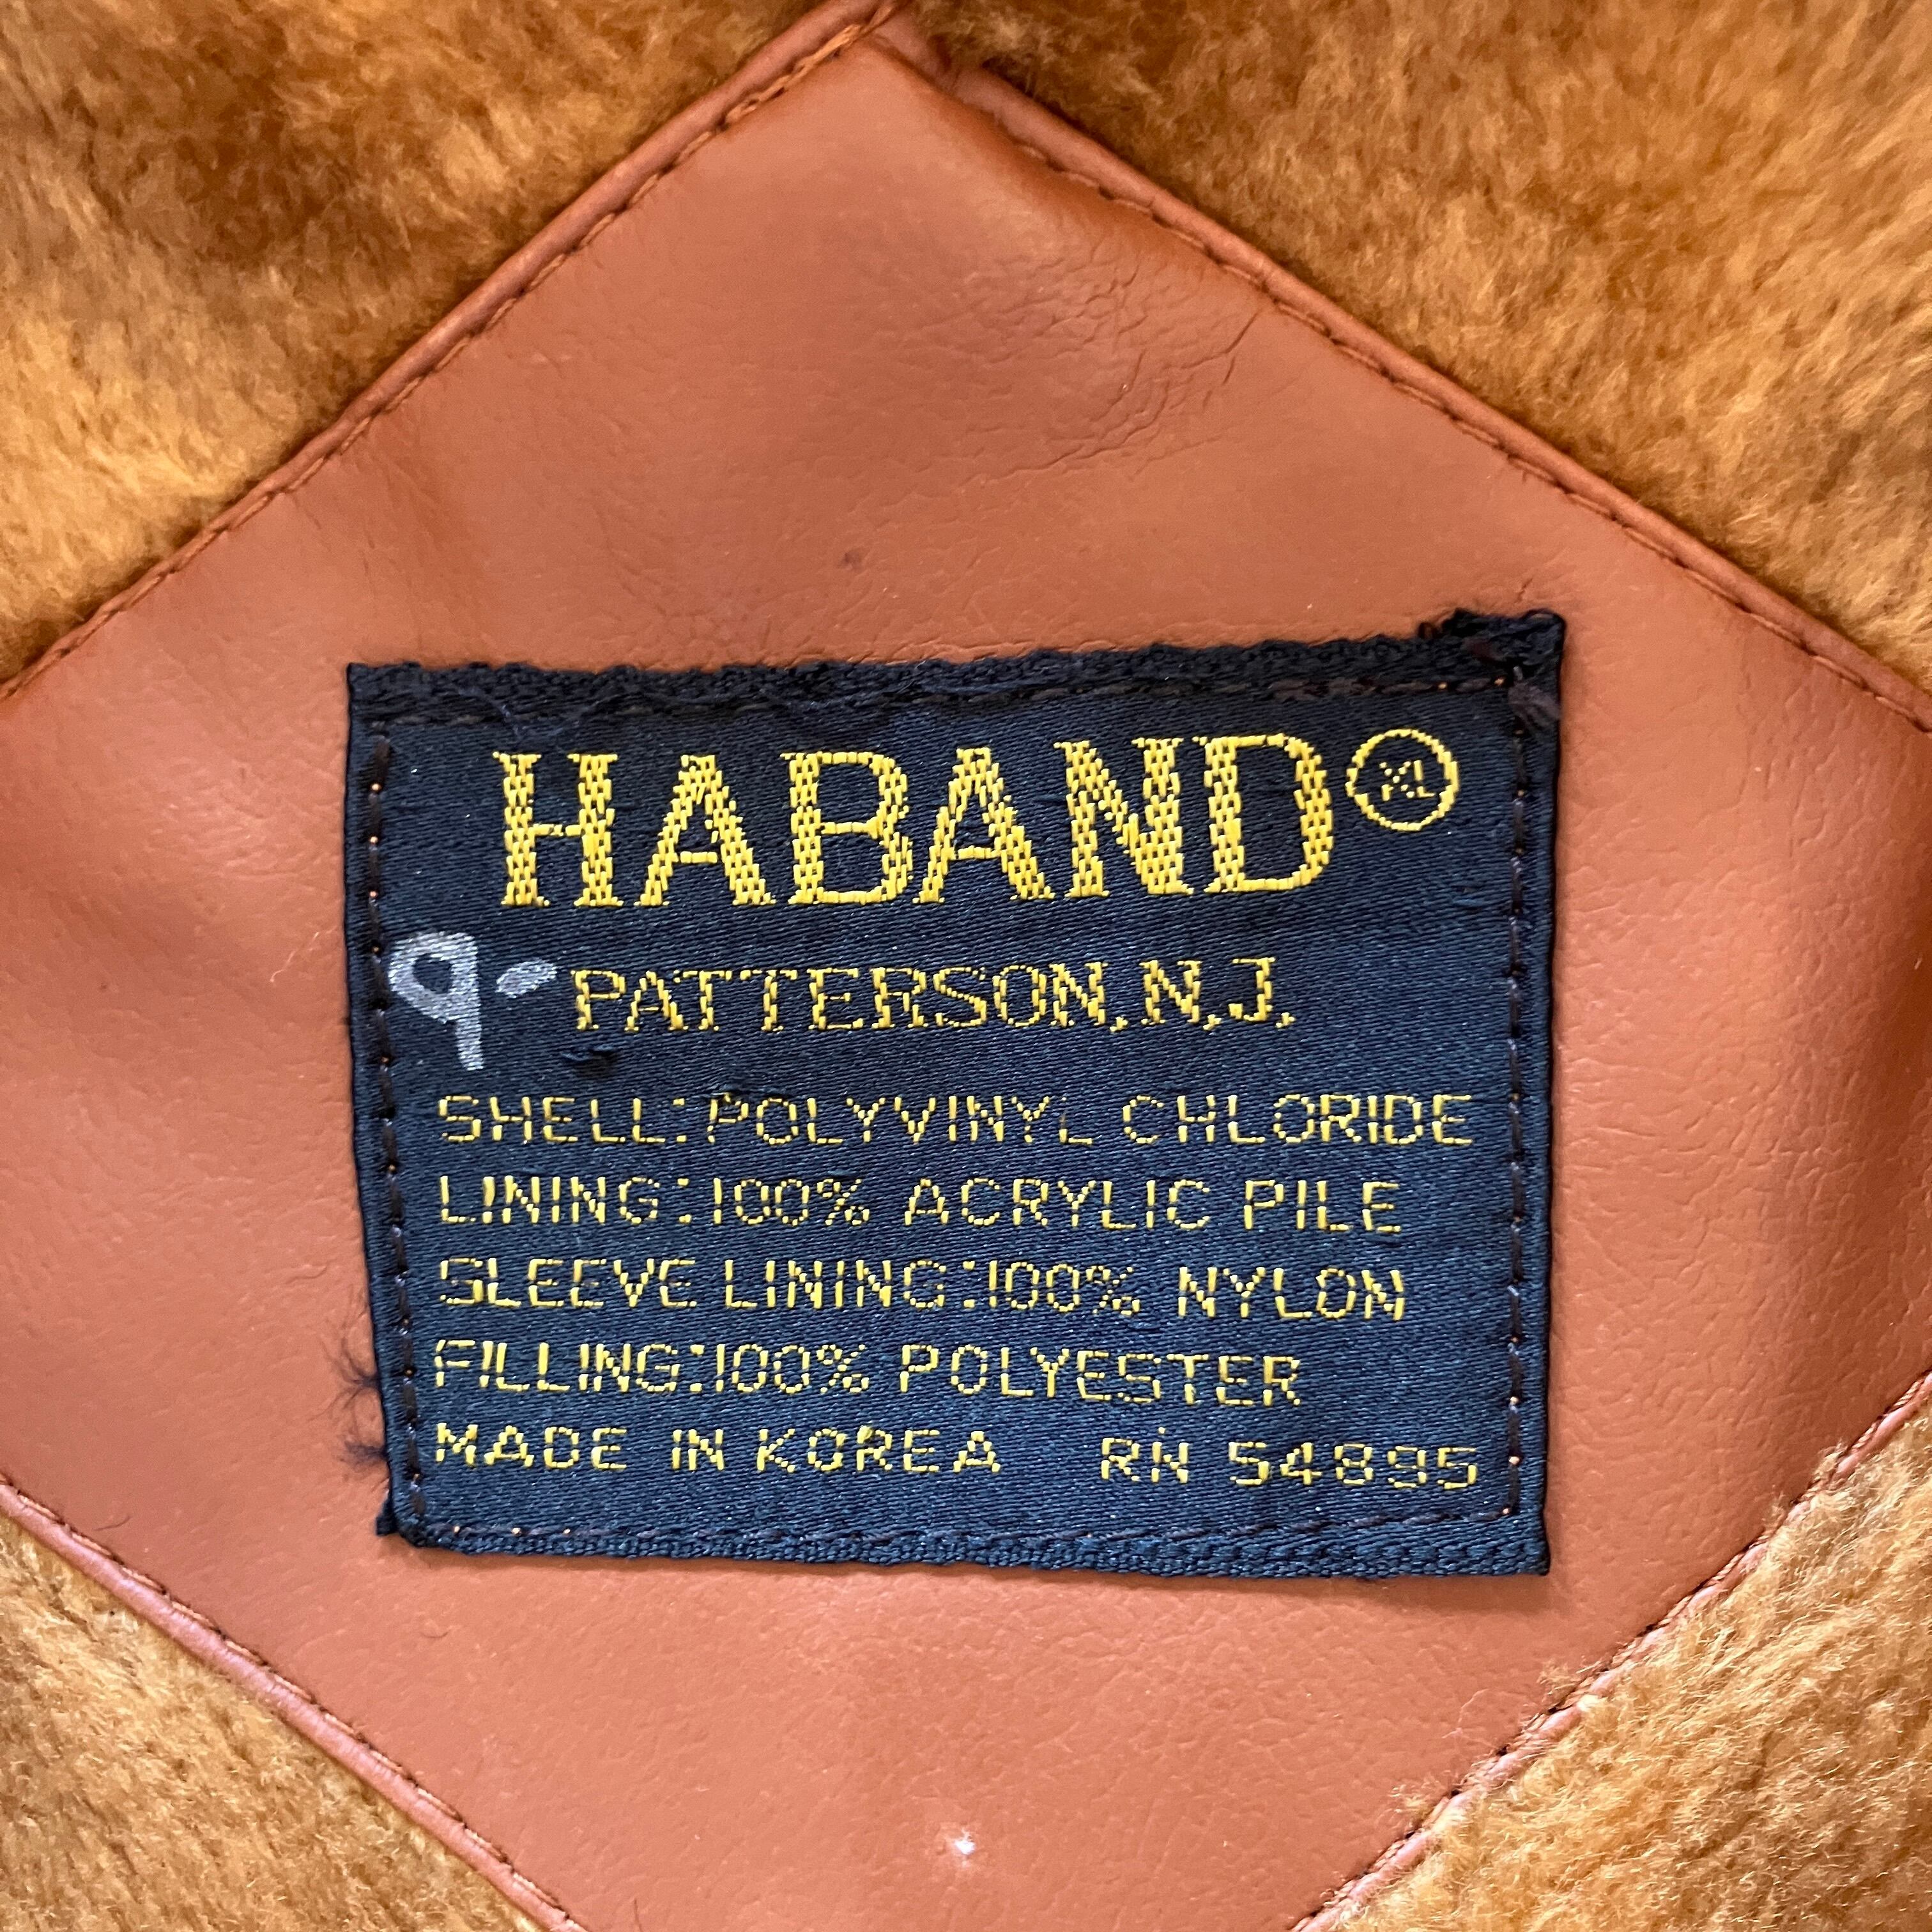 HABAND XL
9- PATTERSON, N.J.
SHELL: POLYVINYL CHLORIDE
LINING: 100% ACRYLIC PILE
SLEEVE LINING: 100% NYLON
FILLING: 100% POLYESTER
MADE IN KOREA RN 54895